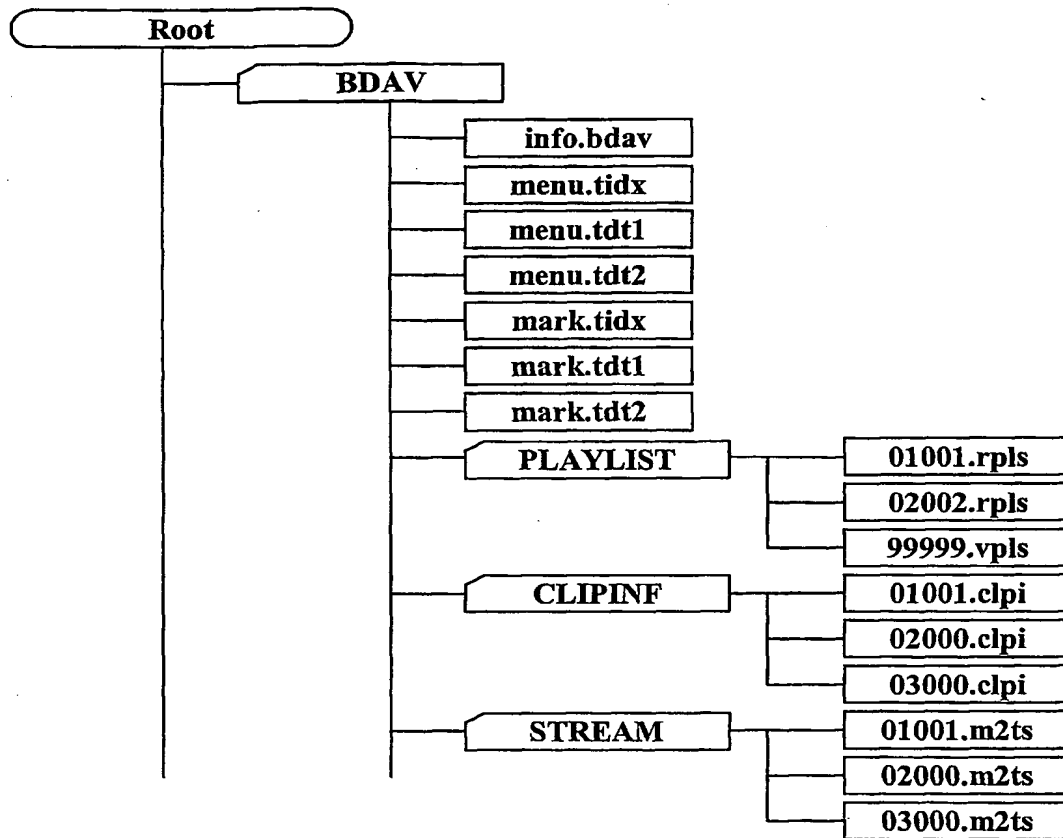 Root
BDAV
info.bdav
menu.tidx
menu.tdt1
menu.tdt2
mark.tidx
mark.tdt1
mark.tdt2
PLAYLIST
01001.rpls
02002.rpls
99999.vpls
CLIPINF
01001.clpi
02000.clpi
03000.clpi
STREAM
01001.m2ts
02000.m2ts
03000.m2ts